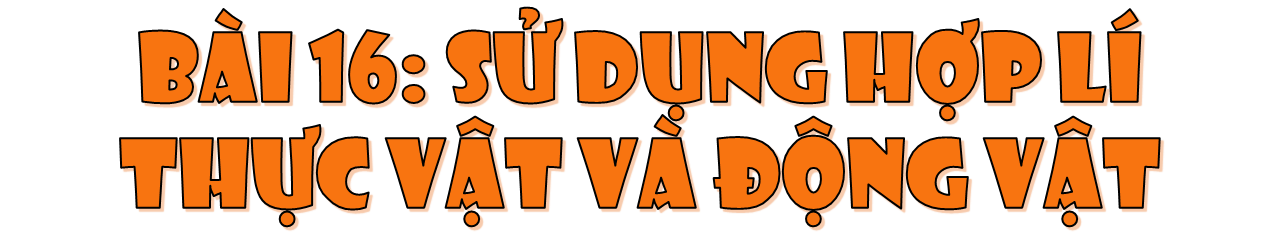 BÀI 16: SỬ DỤNG HỢP LÍ
THỰC VẬT VÀ ĐỘNG VẬT